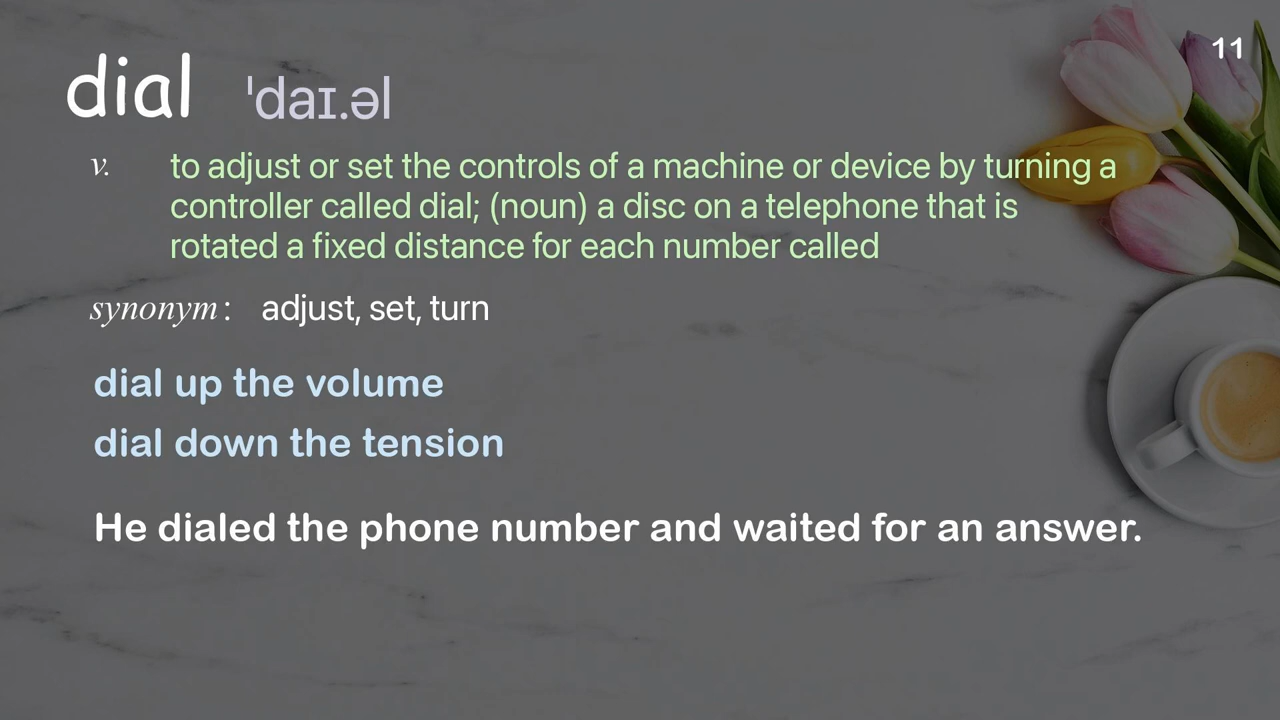 11
dial ˈdaɪ.əl
v. to adjust or set the controls of a machine or device by turning a
controller called dial; (noun) a disc on a telephone that is
rotated a fixed distance for each number called
synonym: adjust, set, turn
dial up the volume
dial down the tension
He dialed the phone number and waited for an answer.